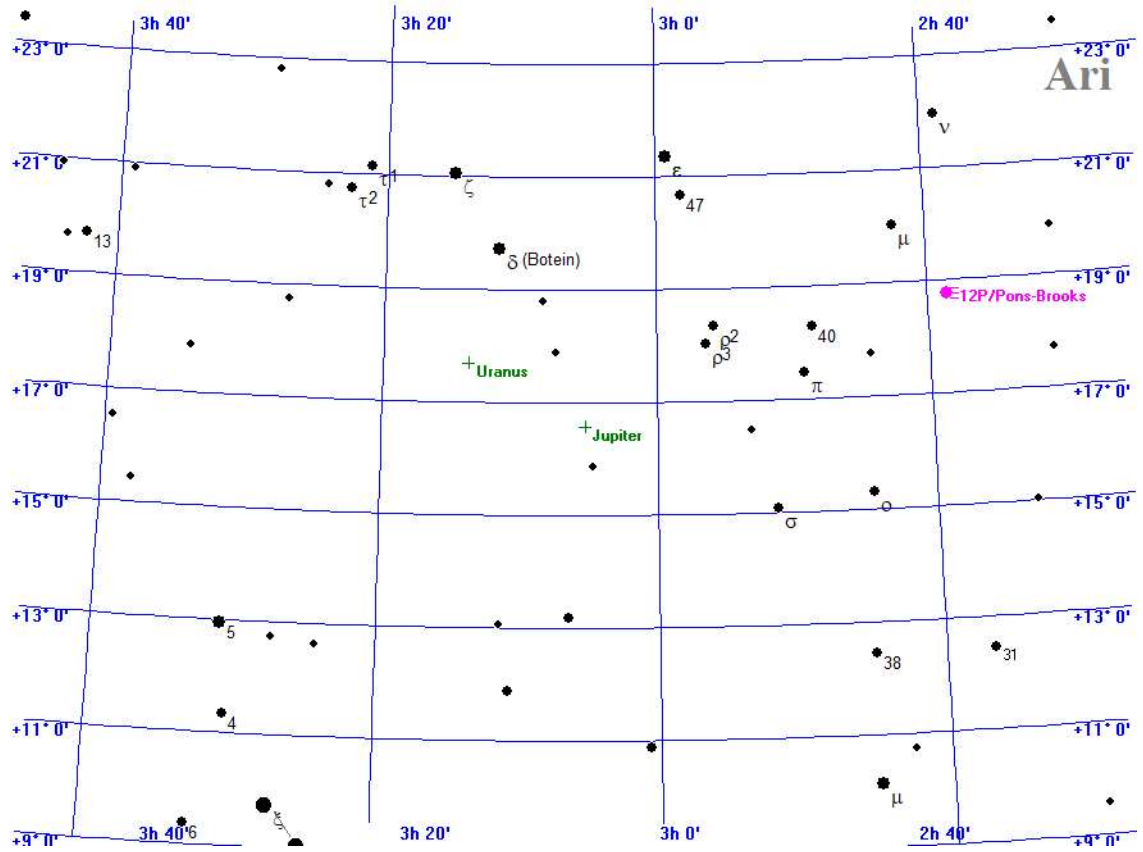 3h 40'
3h 20'
3h 0'
2h 40'
+23° 0'
+23° 0'
Ari
ν
+21° 0'
τ1
τ2
ζ
ε
47
+21° 0'
13
δ (Botein)
μ
+19° 0'
+19° 0'
12P/Pons-Brooks
ρ2
ρ3
40
Uranus
π
+17° 0'
+17° 0'
Jupiter
+15° 0'
σ
ο
+15° 0'
+13° 0'
5
+13° 0'
38
31
4
+11° 0'
+11° 0'
μ
ξ
6
+9° 0'
3h 40'
3h 20'
3h 0'
2h 40'
+9° 0'